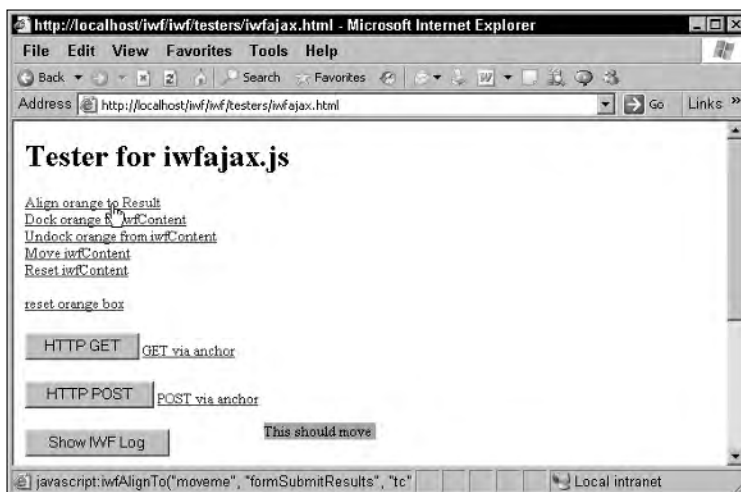 http://localhost/iwf/iwf/testers/iwfajax.html - Microsoft Internet Explorer
File Edit View Favorites Tools Help
Back Search Favorites
Address http://localhost/iwf/iwf/testers/iwfajax.html Go Links »
Tester for iwfajax.js
Align orange to Result
Dock orange iwfContent
Undock orange from iwfContent
Move iwfContent
Reset iwfContent
reset orange box
HTTP GET GET via anchor
HTTP POST POST via anchor
This should move
Show IWF Log
javascript:iwfAlignTo("moveme", "formSubmitResults", "tc" Local intranet